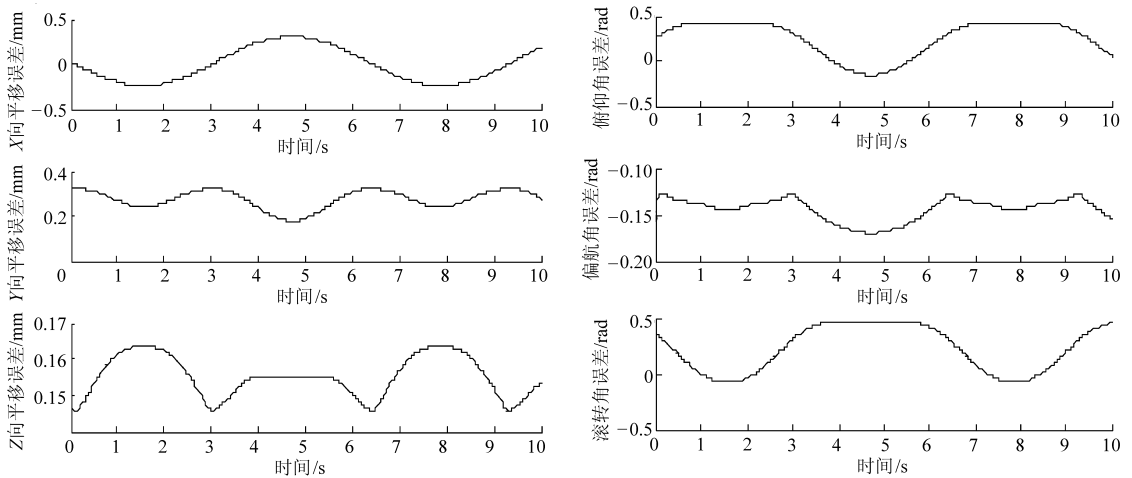 X向平移误差/mm
0.5
0
−0.5
0 1 2 3 4 5 6 7 8 9 10
时间/s
俯仰角误差/rad
0.5
0
−0.5
0 1 2 3 4 5 6 7 8 9 10
时间/s
Y向平移误差/mm
0.4
0.2
0
1 2 3 4 5 6 7 8 9 10
时间/s
偏航角误差/rad
−0.10
−0.15
−0.20
0 1 2 3 4 5 6 7 8 9 10
时间/s
Z向平移误差/mm
0.17
0.16
0.15
0 1 2 3 4 5 6 7 8 9 10
时间/s
滚转角误差/rad
0.5
0
−0.5
0 1 2 3 4 5 6 7 8 9 10
时间/s